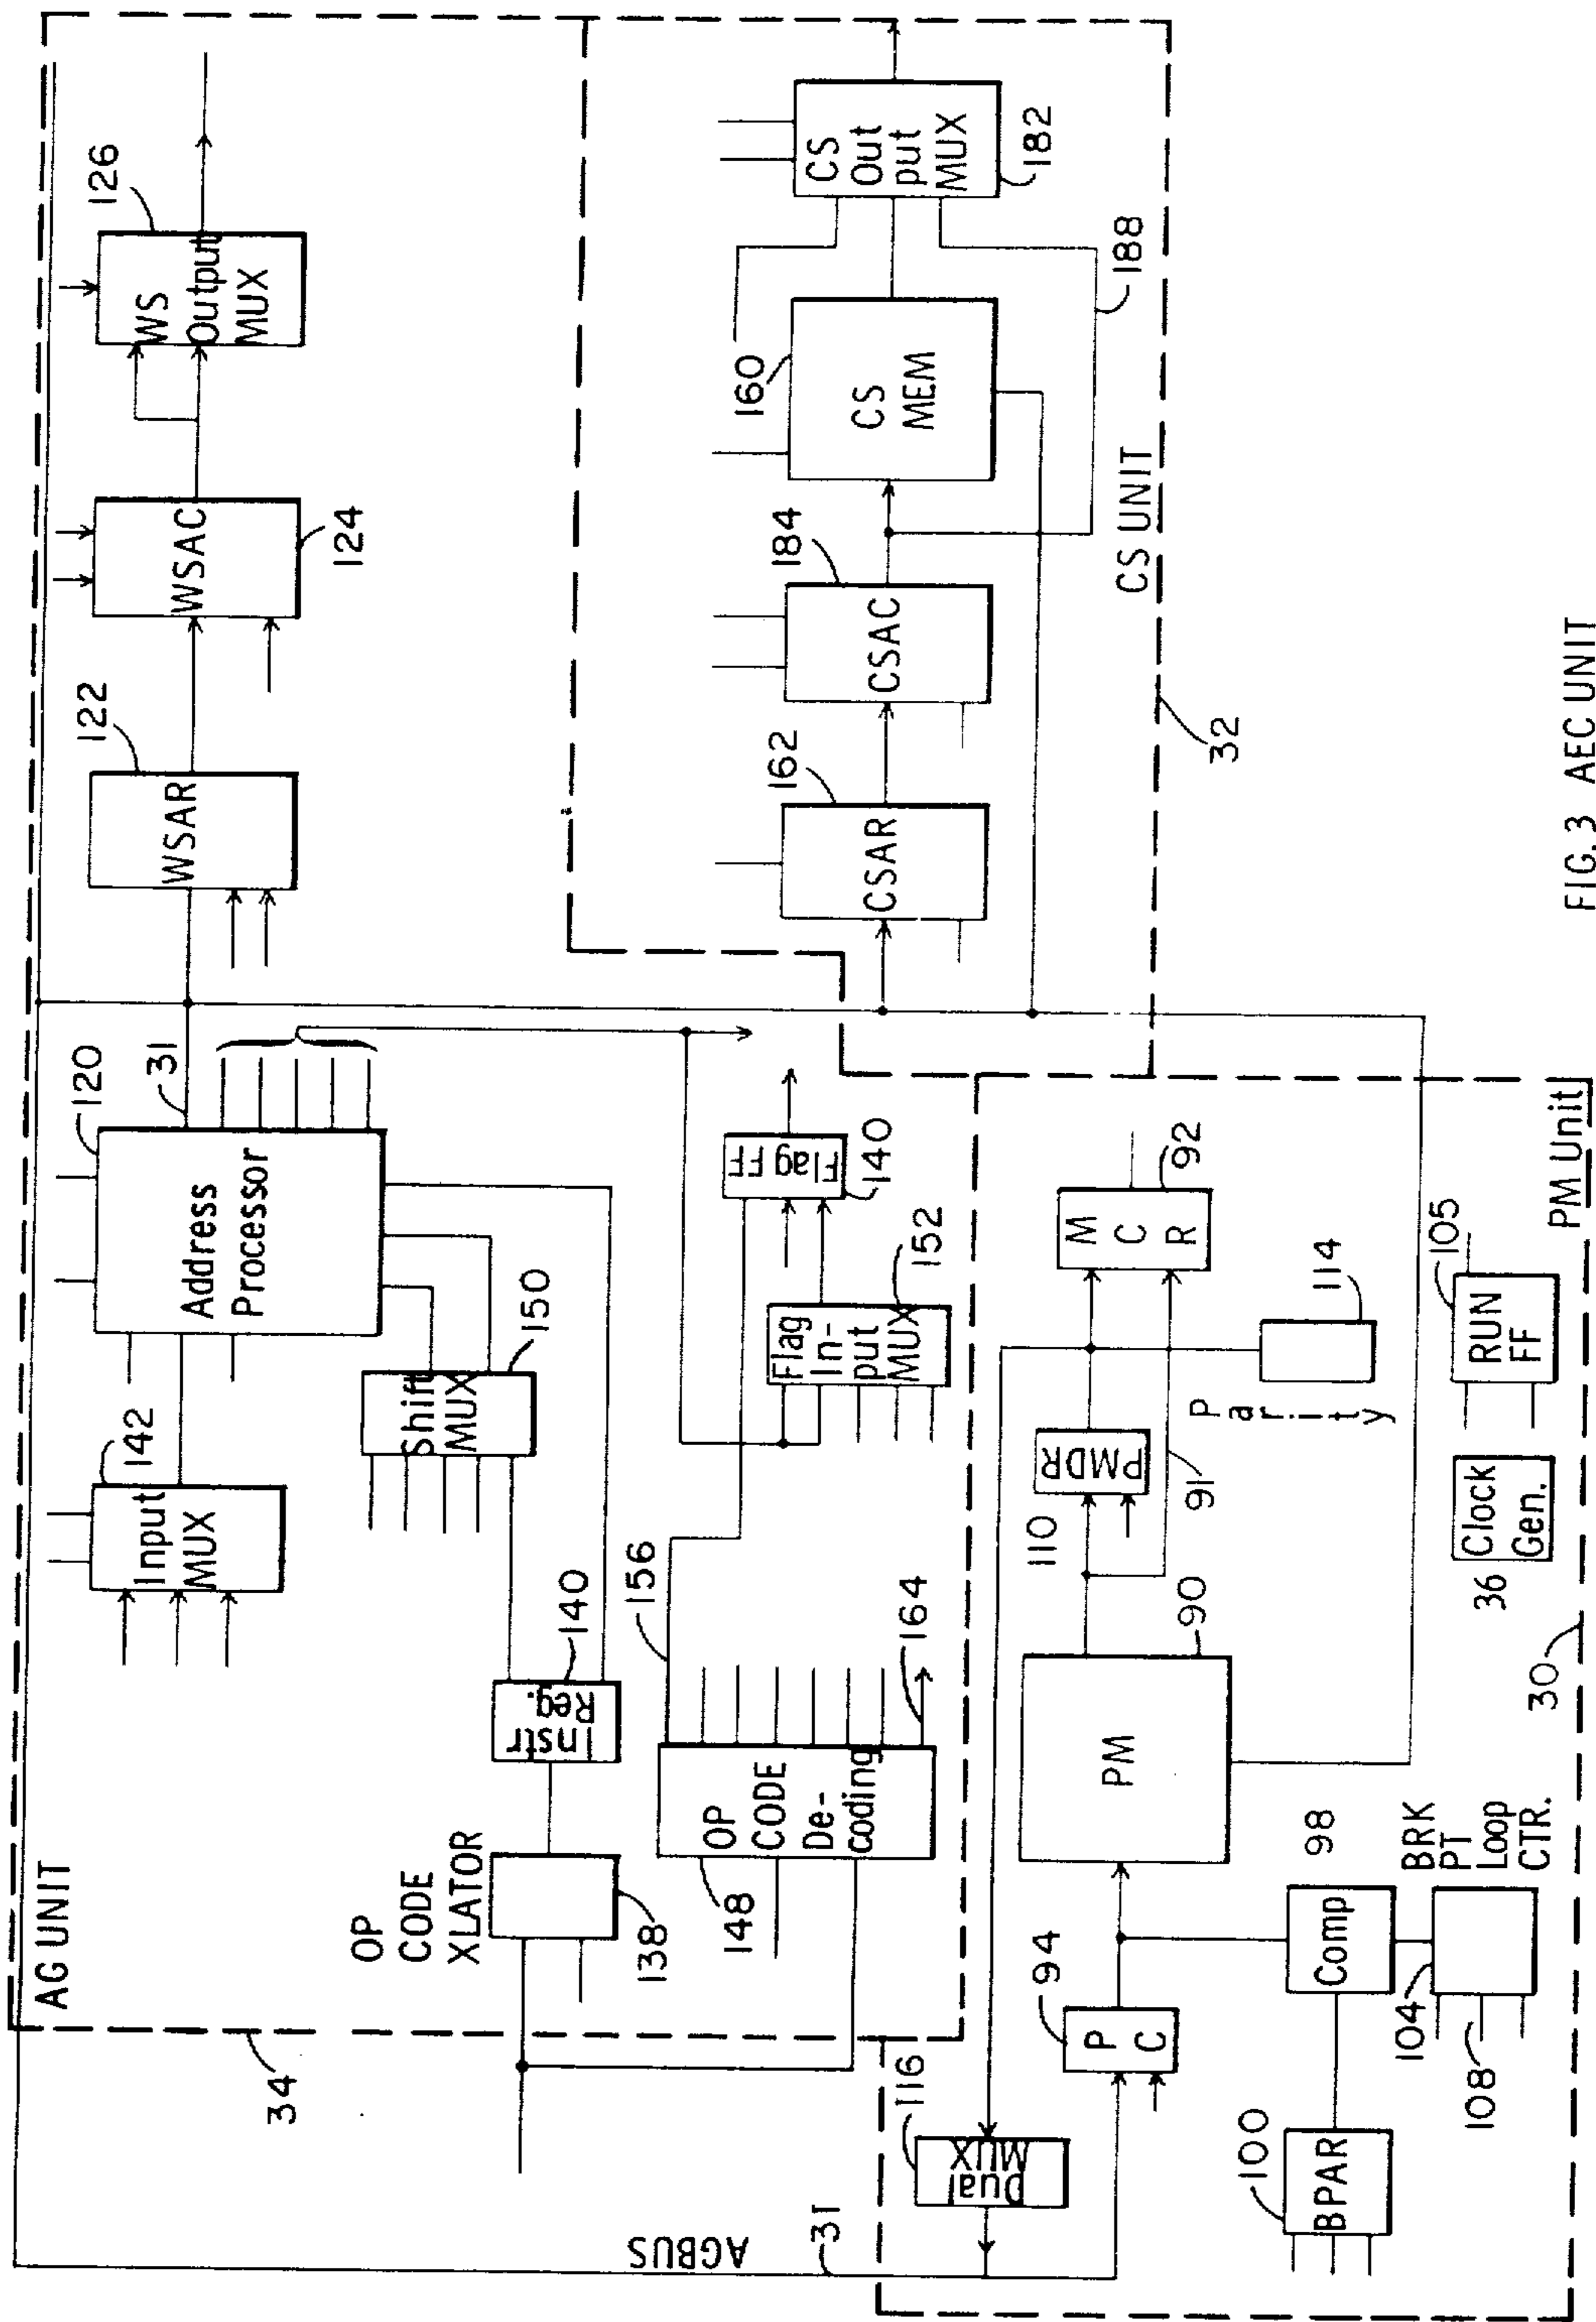 AG UNIT
34
AGBUS
31
142
Input
MUX
120
Address
Processor
31
122
WSAR
WSAC
124
126
WS
Output
MUX
Shift
MUX
150
OP
CODE
XLATOR
138
140
Instr
Reg.
156
148
OP
CODE
De-
coding
164
Flag
In-
put
MUX
152
Flag FF
140
162
CSAR
184
CSAC
160
CS
MEM
CS
Out
put
MUX
182
188
CS UNIT
32
116
Dual
MUX
94
P
C
PM
90
110
PMDR
91
M
C
R
92
P
a
r
i
t
y
114
100
BPAR
Comp
98
BRK
PT
Loop
CTR.
104
108
36
Clock
Gen.
105
RUN
FF
30
PM Unit
FIG. 3 AEC UNIT